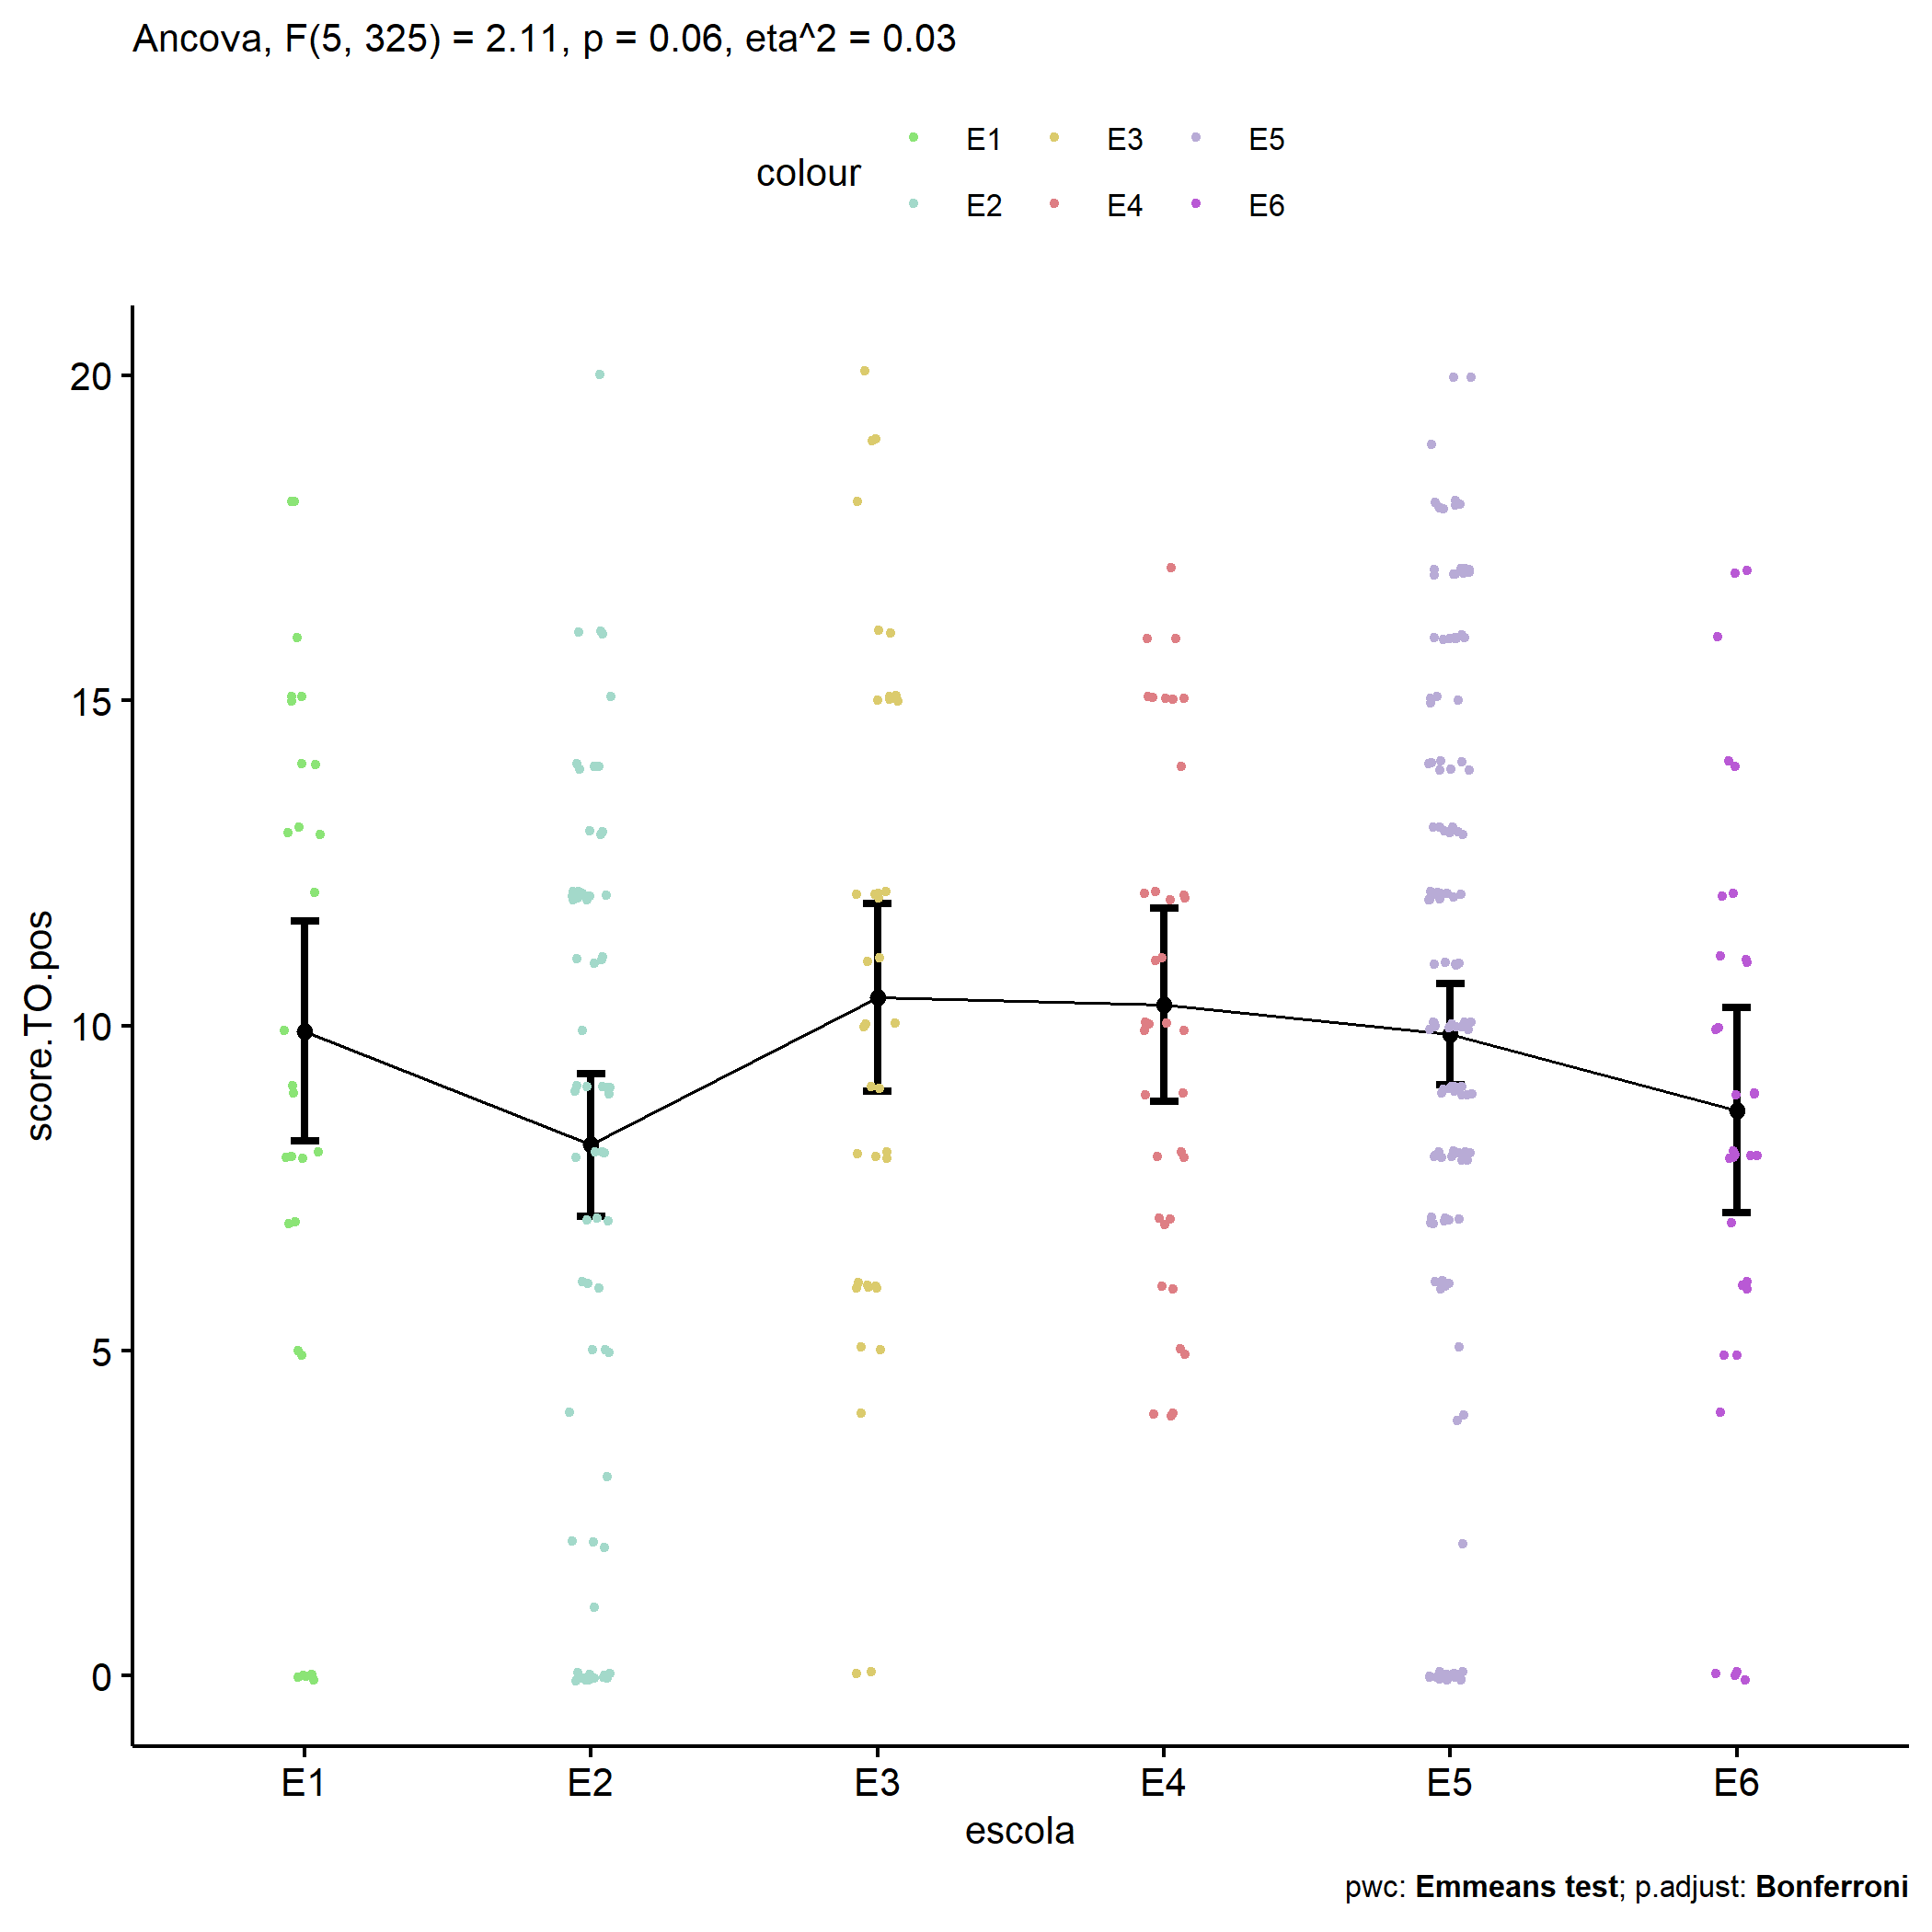 Ancova, F(5, 325) = 2.11, p = 0.06, eta^2 = 0.03
colour
E1 E3 E5
E2 E4 E6
score.TO.pos
20
15
10
5
0
E1 E2 E3 E4 E5 E6
escola
pwc: Emmeans test; p.adjust: Bonferroni